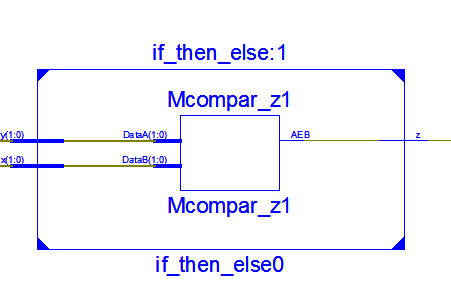 if_then_else:1
Mcompar_z1
y(1:0) DataA(1:0) AEB z
x(1:0) DataB(1:0)
Mcompar_z1
if_then_else0